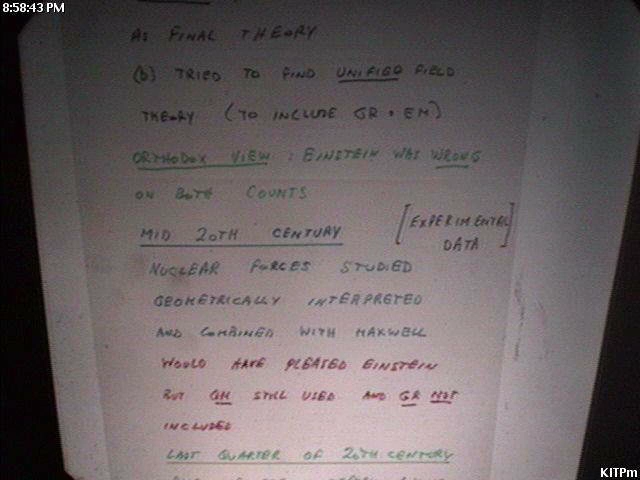 8:58:43 PM
AS FINAL THEORY
(b) TRIED TO FIND UNIFIED FIELD
THEORY (TO INCLUDE GR + EM)
ORTHODOX VIEW : EINSTEIN WAS WRONG
ON BOTH COUNTS
MID 20TH CENTURY [EXPERIMENTAL
DATA]
NUCLEAR FORCES STUDIED
GEOMETRICALLY INTERPRETED
AND COMBINED WITH MAXWELL
WOULD HAVE PLEASED EINSTEIN
BUT QM STILL USED AND GR NOT
INCLUDED
LAST QUARTER OF 20TH CENTURY
KITPm